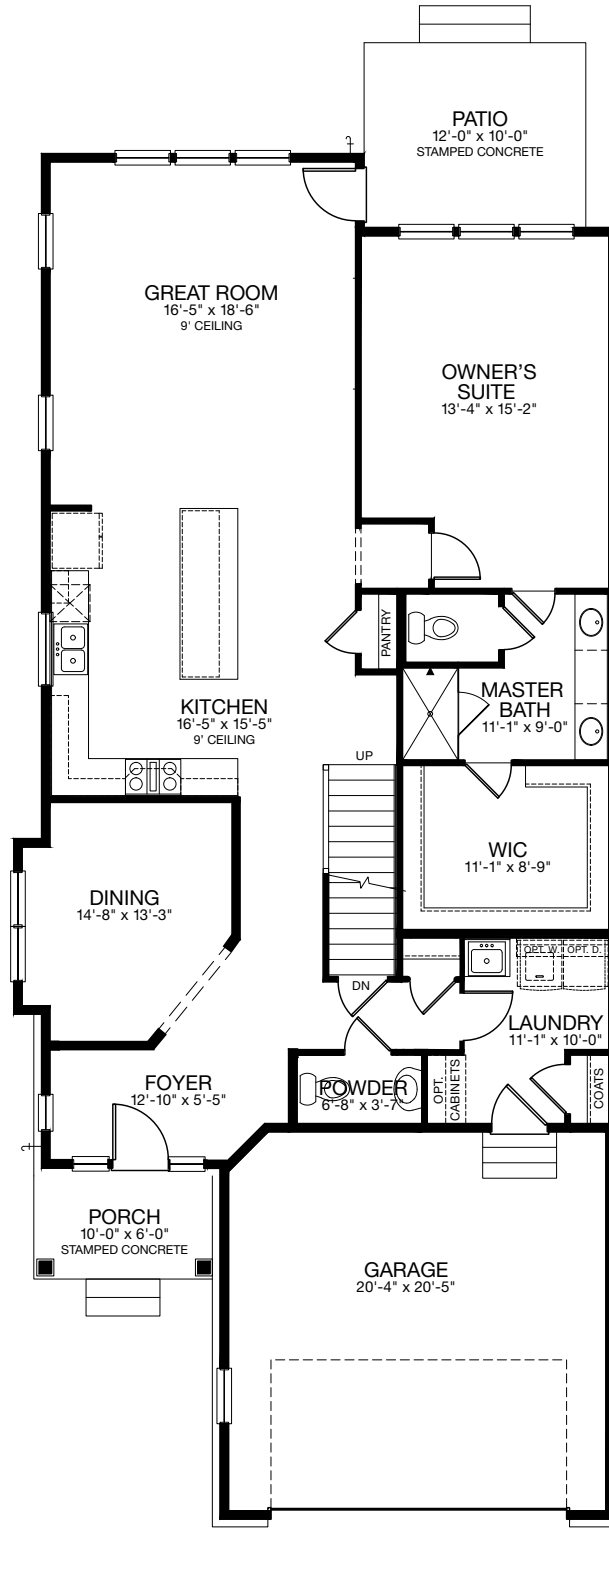 PATIO
12'-0" x 10'-0"
STAMPED CONCRETE
GREAT ROOM
16'-5" x 18'-6"
9' CEILING
OWNER'S
SUITE
13'-4" x 15'-2"
PANTRY
KITCHEN
16'-5" x 15'-5"
9' CEILING
MASTER
BATH
11'-1" x 9'-0"
UP
WIC
11'-1" x 8'-9"
DINING
14'-8" x 13'-3"
OPT. W.
OPT. D.
DN
LAUNDRY
11'-1" x 10'-0"
FOYER
12'-10" x 5'-5"
POWDER
6'-8" x 3'-7"
OPT.
CABINETS
COATS
PORCH
10'-0" x 6'-0"
STAMPED CONCRETE
GARAGE
20'-4" x 20'-5"